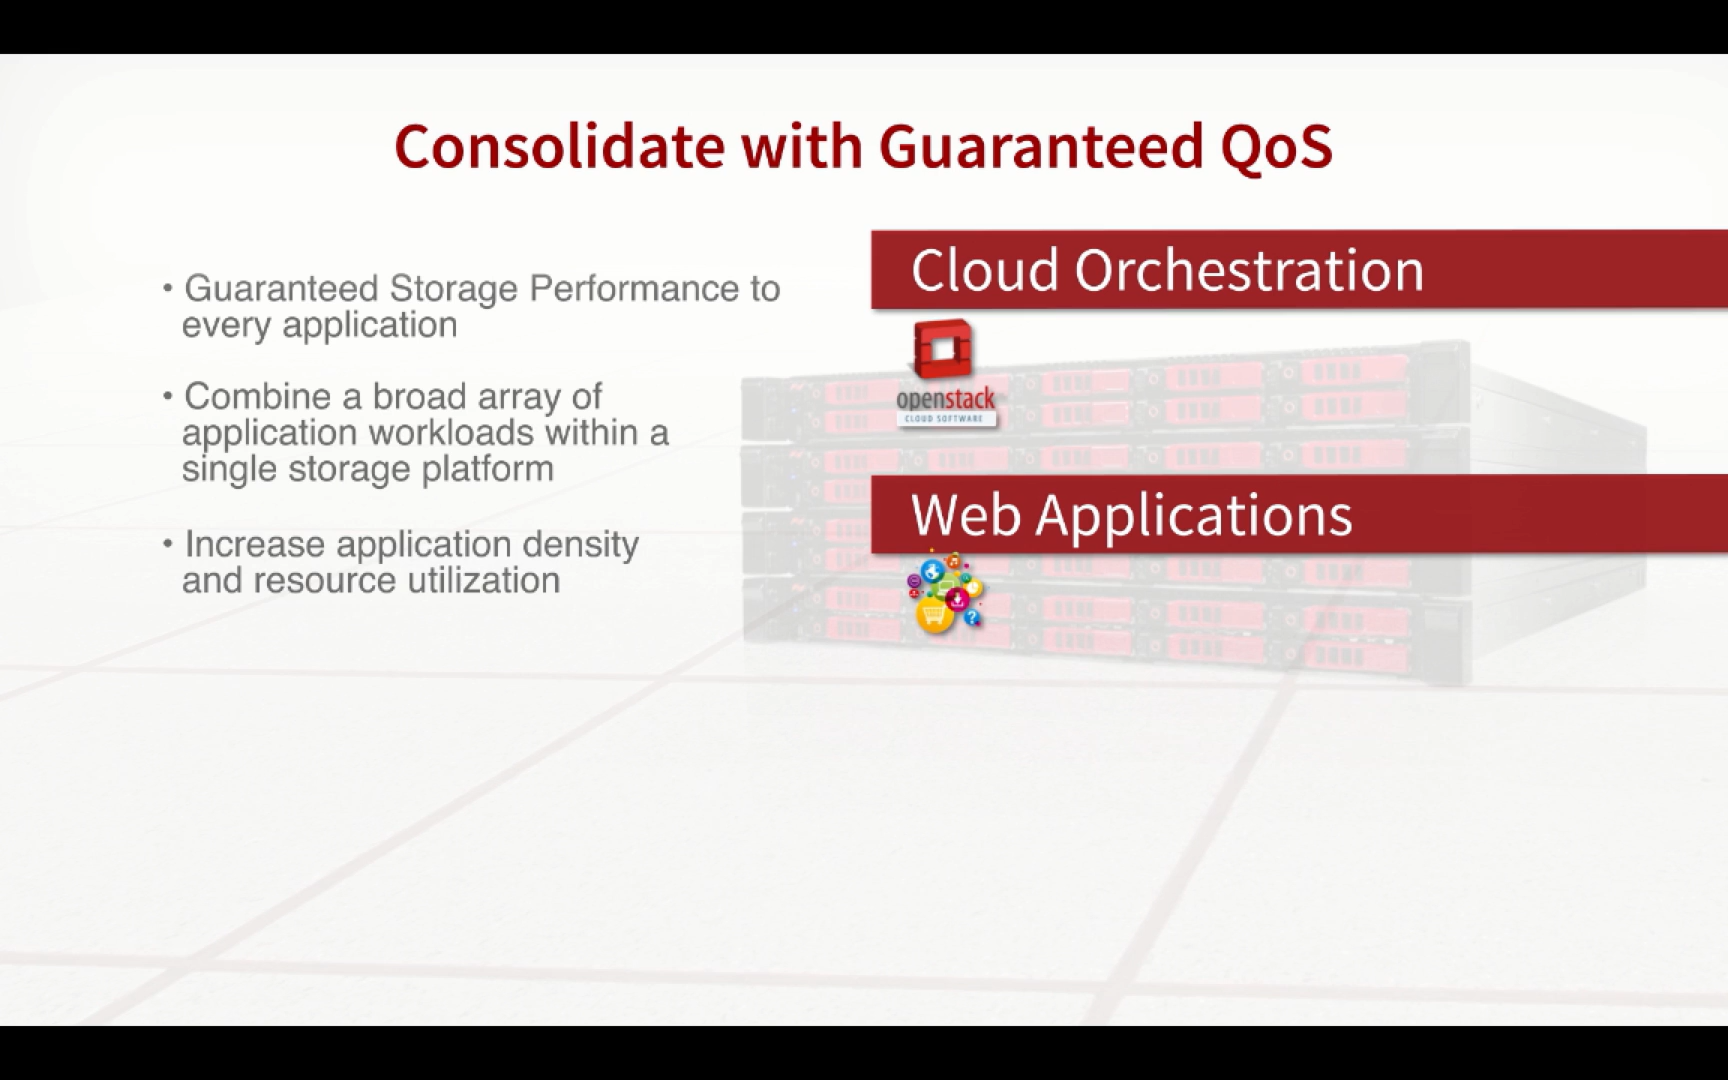 Consolidate with Guaranteed QoS
• Guaranteed Storage Performance to
every application
• Combine a broad array of
application workloads within a
single storage platform
• Increase application density
and resource utilization
Cloud Orchestration
openstack
CLOUD SOFTWARE
Web Applications
?